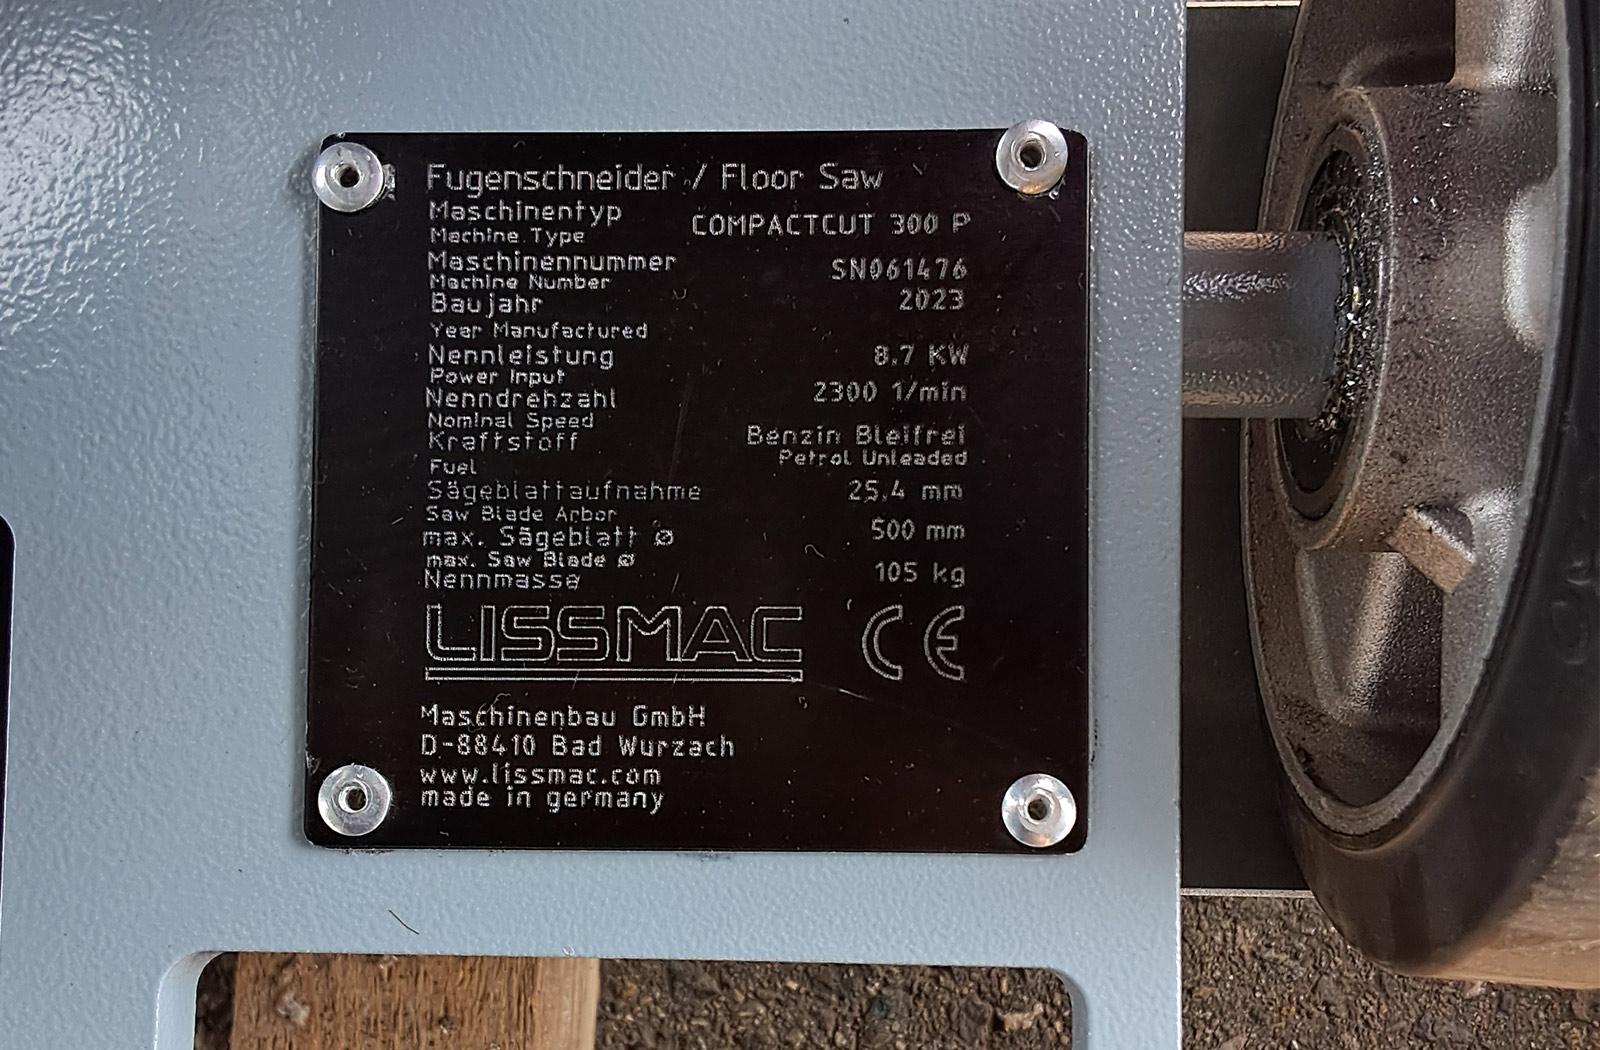 Fugenschneider / Floor Saw
Maschinentyp COMPACTCUT 300 P
Machine Type
Maschinennummer SN061476
Machine Number
Baujahr 2023
Year Manufactured
Nennleistung 8.7 KW
Power Input
Nenndrehzahl 2300 1/min
Nominal Speed
Kraftstoff Benzin Bleifrei
Fuel Petrol Unleaded
Sägeblattaufnahme 25,4 mm
Saw Blade Arbor
max. Sägeblatt Ø 500 mm
max. Saw Blade Ø
Nennmasse 105 kg
LISSMAC CE
Maschinenbau GmbH
D-88410 Bad Wurzach
www.lissmac.com
made in germany